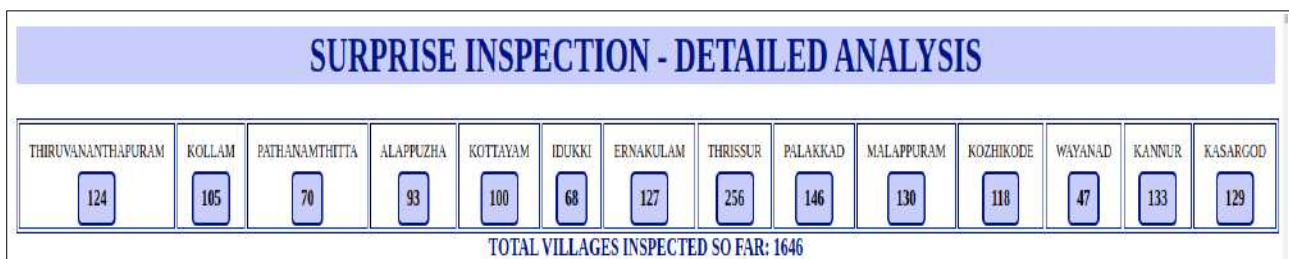 SURPRISE INSPECTION - DETAILED ANALYSIS
THIRUVANANTHAPURAM KOLLAM PATHANAMTHITTA ALAPPUZHA KOTTAYAM IDUKKI ERNAKULAM THRISSUR PALAKKAD MALAPPURAM KOZHIKODE WAYANAD KANNUR KASARGOD
124 105 70 93 100 68 127 256 146 130 118 47 133 129
TOTAL VILLAGES INSPECTED SO FAR: 1646